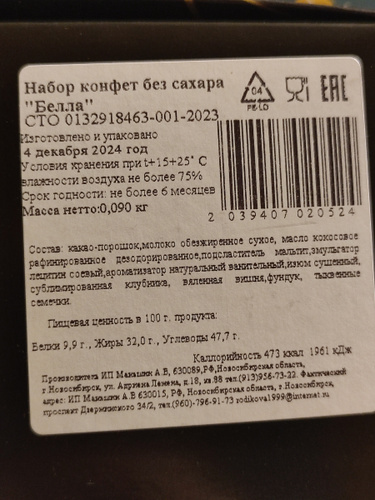 Набор конфет без сахара
"Белла"
СТО 0132918463-001-2023
Изготовлено и упаковано
4 декабря 2024 год
Условия хранения при t+15+25° С
влажности воздуха не более 75%
Срок годности: не более 6 месяцев
Масса нетто:0,090 кг
04
PE-LD
EAC
2 039407 020524
Состав: какао-порошок,молоко обезжиренное сухое, масло кокосовое
рафинированное дезодорированное,подсластитель мальтит,эмульгатор
лецитин соевый,ароматизатор натуральный ванительный,изюм сушенный,
сублимированная клубника, вяленная вишня,фундук, тыквенные
семечки.
Пищевая ценность в 100 г. продукта:
Белки 9,9 г., Жиры 32,0 г., Углеводы 47,7 г.
Каллорийность 473 ккал 1961 кДж
Производитель ИП Мамашин А.В, 630089,РФ,Новосибирская область,
г.Новосибирск, ул. Адриена Лежена, д.18, кв.88 тел.(913)956-73-22. Фактический
адрес: ИП Мамашин А.В 630015, РФ, Новосибирская область, г.Новосибирск,
проспект Дзержинского 34/2, тел.(960)-796-91-73 rodikova1999@internet.ru